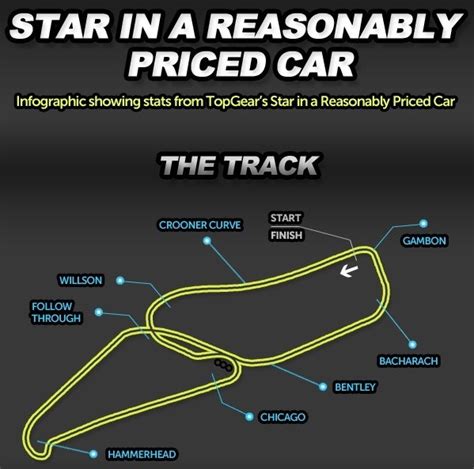 STAR IN A REASONABLY
PRICED CAR
Infographic showing stats from TopGear's Star in a Reasonably Priced Car
THE TRACK
CROONER CURVE
START
FINISH
GAMBON
WILLSON
FOLLOW
THROUGH
BACHARACH
BENTLEY
CHICAGO
HAMMERHEAD